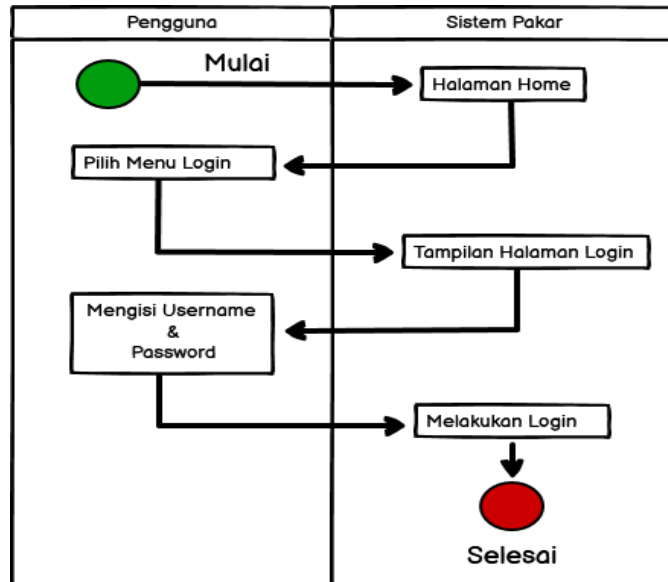 Pengguna
Sistem Pakar
Mulai
Halaman Home
Pilih Menu Login
Tampilan Halaman Login
Mengisi Username
&
Password
Melakukan Login
Selesai